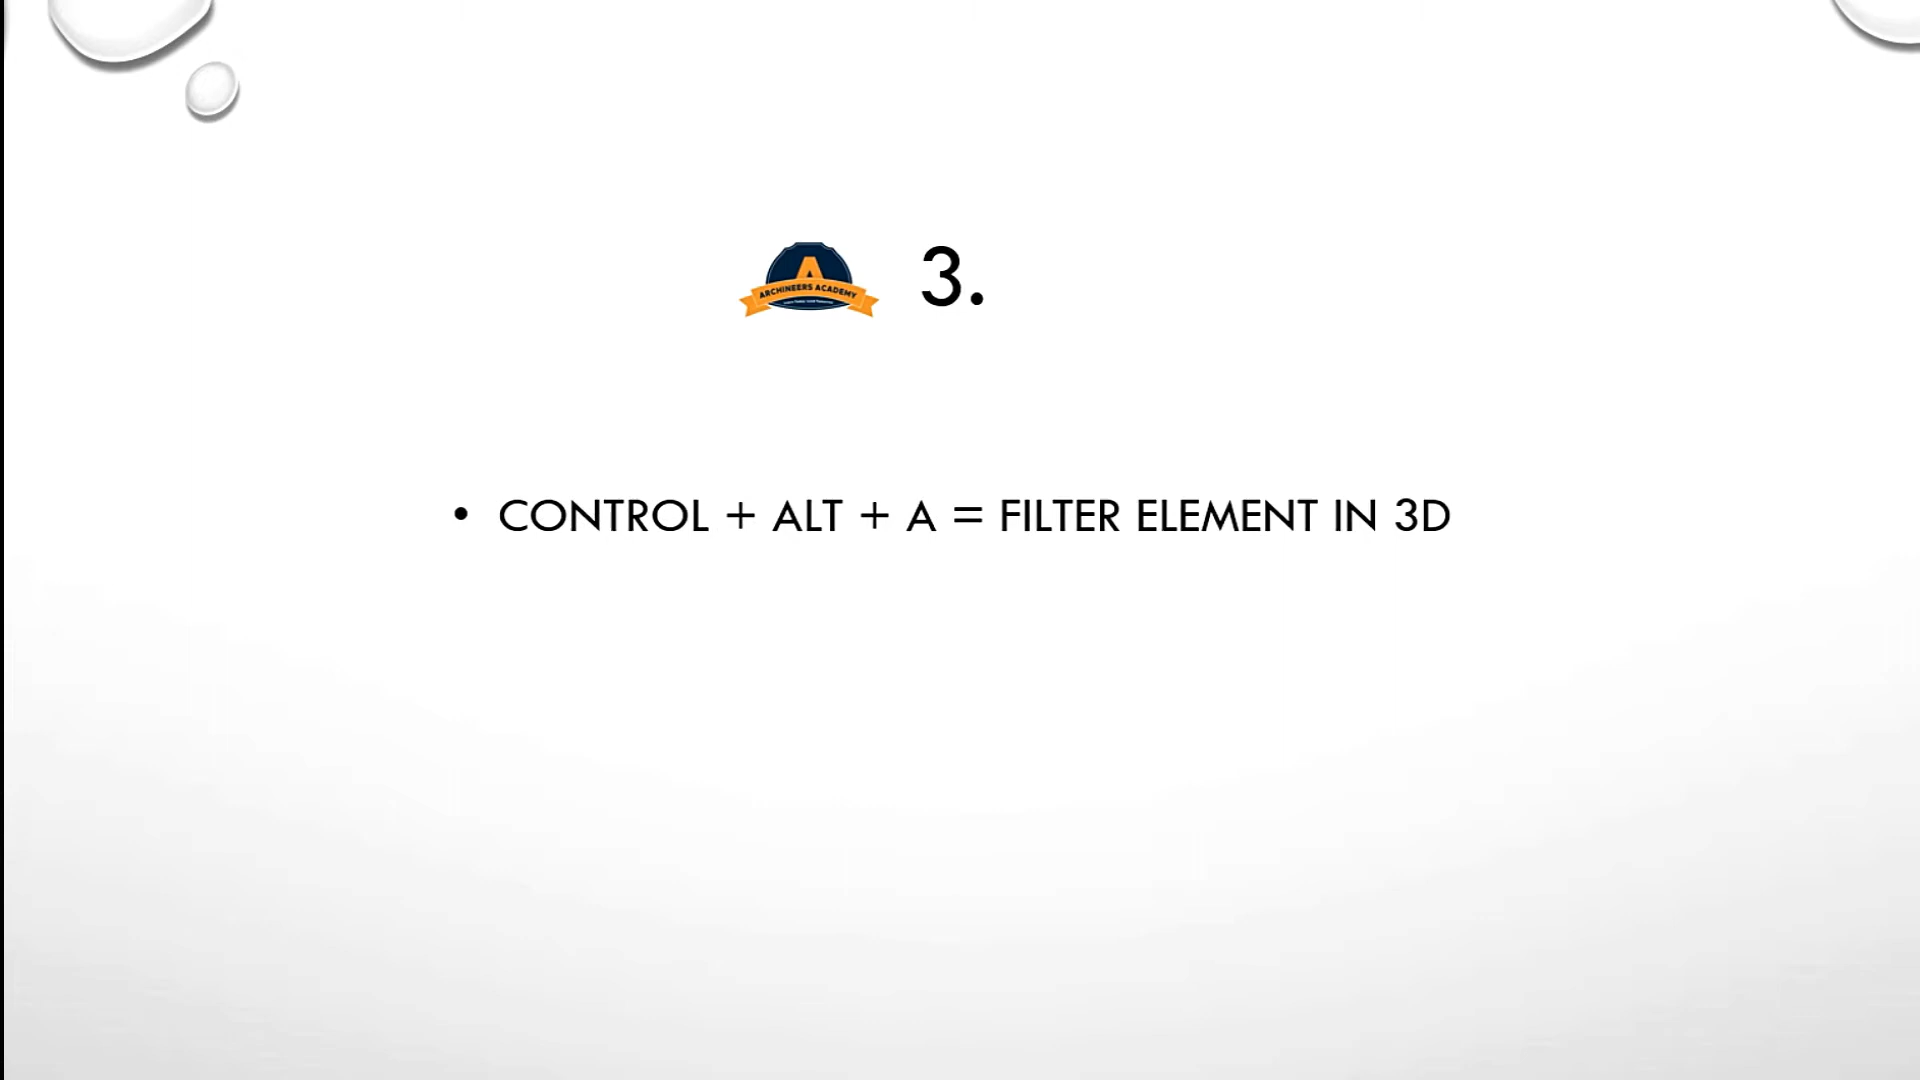 ARCHINEERS ACADEMY
3.
• CONTROL + ALT + A = FILTER ELEMENT IN 3D